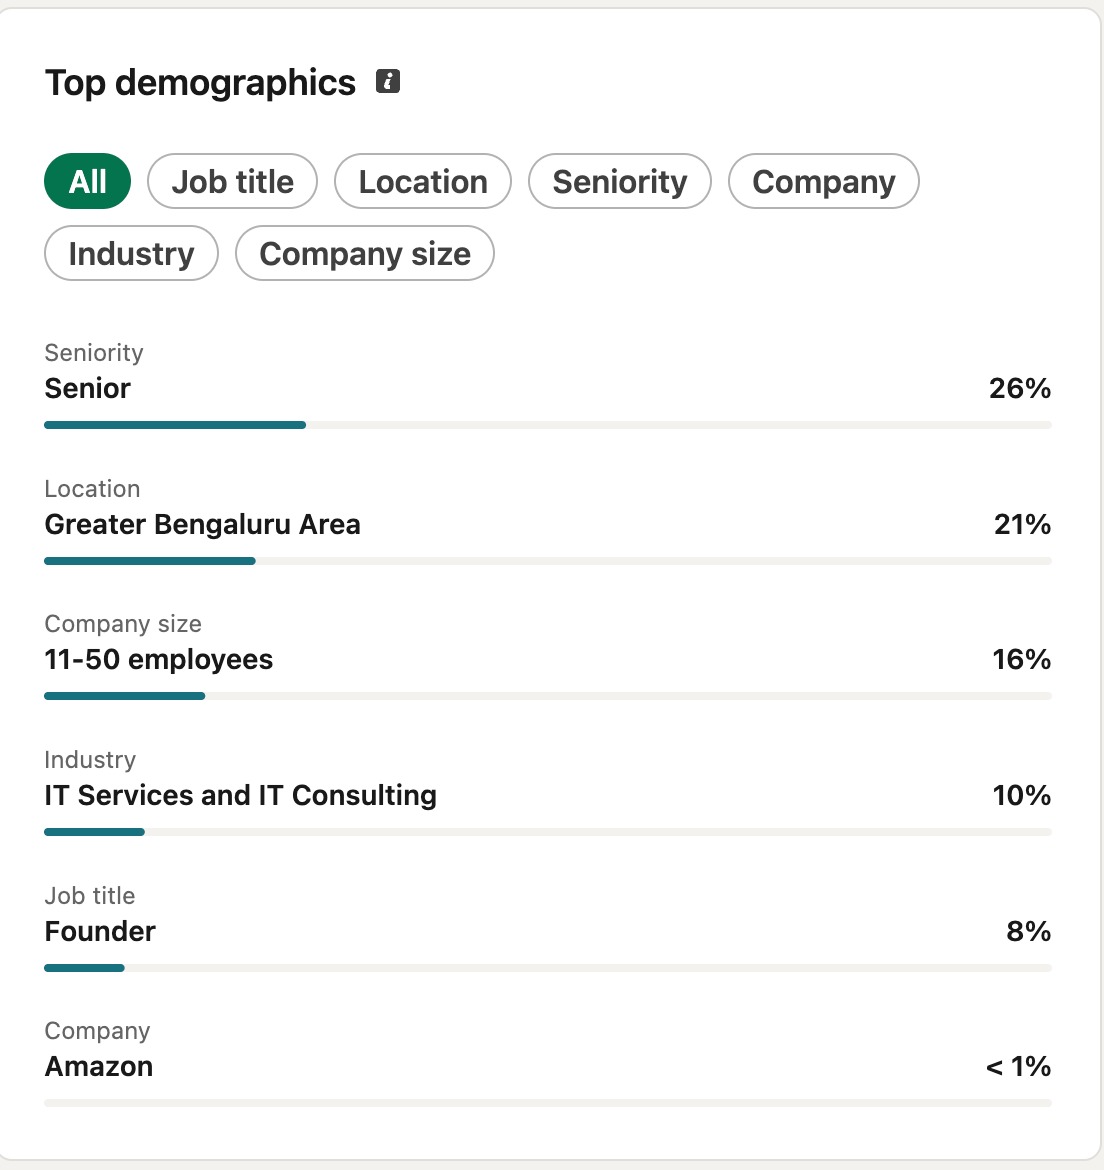 Top demographics
All Job title Location Seniority Company
Industry Company size
Seniority
Senior 26%
Location
Greater Bengaluru Area 21%
Company size
11-50 employees 16%
Industry
IT Services and IT Consulting 10%
Job title
Founder 8%
Company
Amazon < 1%